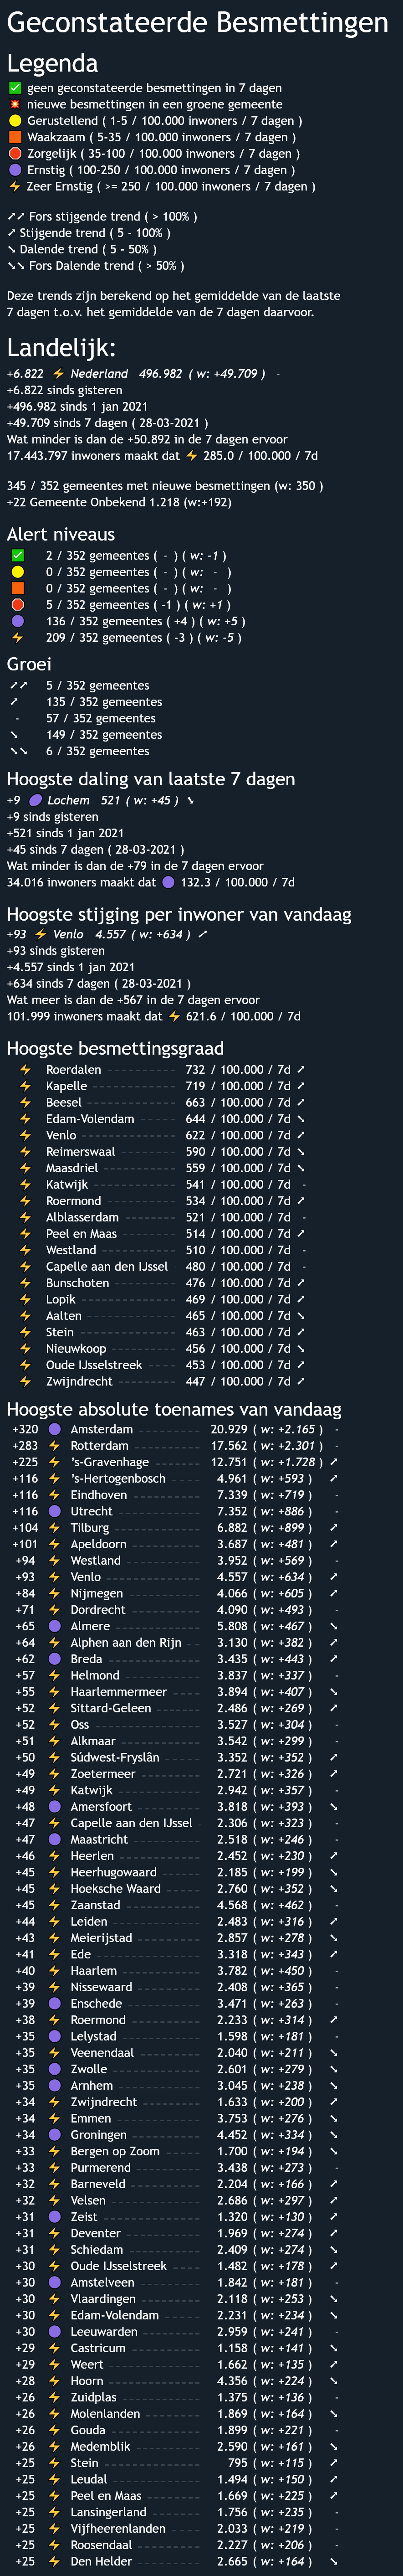 Geconstateerde Besmettingen
Legenda
✅ geen geconstateerde besmettingen in 7 dagen
💥 nieuwe besmettingen in een groene gemeente
🟡 Gerustellend ( 1-5 / 100.000 inwoners / 7 dagen )
🟧 Waakzaam ( 5-35 / 100.000 inwoners / 7 dagen )
🛑 Zorgelijk ( 35-100 / 100.000 inwoners / 7 dagen )
🟣 Ernstig ( 100-250 / 100.000 inwoners / 7 dagen )
⚡ Zeer Ernstig ( >= 250 / 100.000 inwoners / 7 dagen )
➚➚ Fors stijgende trend ( > 100% )
➚ Stijgende trend ( 5 - 100% )
➘ Dalende trend ( 5 - 50% )
➘➘ Fors Dalende trend ( > 50% )
Deze trends zijn berekend op het gemiddelde van de laatste
7 dagen t.o.v. het gemiddelde van de 7 dagen daarvoor.
Landelijk:
+6.822 ⚡ Nederland 496.982 ( w: +49.709 ) -
+6.822 sinds gisteren
+496.982 sinds 1 jan 2021
+49.709 sinds 7 dagen ( 28-03-2021 )
Wat minder is dan de +50.892 in de 7 dagen ervoor
17.443.797 inwoners maakt dat ⚡ 285.0 / 100.000 / 7d
345 / 352 gemeentes met nieuwe besmettingen (w: 350 )
+22 Gemeente Onbekend 1.218 (w:+192)
Alert niveaus
✅ 2 / 352 gemeentes ( - ) ( w: -1 )
🟡 0 / 352 gemeentes ( - ) ( w: - )
🟧 0 / 352 gemeentes ( - ) ( w: - )
🛑 5 / 352 gemeentes ( -1 ) ( w: +1 )
🟣 136 / 352 gemeentes ( +4 ) ( w: +5 )
⚡ 209 / 352 gemeentes ( -3 ) ( w: -5 )
Groei
➚➚ 5 / 352 gemeentes
➚ 135 / 352 gemeentes
- 57 / 352 gemeentes
➘ 149 / 352 gemeentes
➘➘ 6 / 352 gemeentes
Hoogste daling van laatste 7 dagen
+9 🟣 Lochem 521 ( w: +45 ) ➘
+9 sinds gisteren
+521 sinds 1 jan 2021
+45 sinds 7 dagen ( 28-03-2021 )
Wat minder is dan de +79 in de 7 dagen ervoor
34.016 inwoners maakt dat 🟣 132.3 / 100.000 / 7d
Hoogste stijging per inwoner van vandaag
+93 ⚡ Venlo 4.557 ( w: +634 ) ➚
+93 sinds gisteren
+4.557 sinds 1 jan 2021
+634 sinds 7 dagen ( 28-03-2021 )
Wat meer is dan de +567 in de 7 dagen ervoor
101.999 inwoners maakt dat ⚡ 621.6 / 100.000 / 7d
Hoogste besmettingsgraad
⚡ Roerdalen 732 / 100.000 / 7d ➚
⚡ Kapelle 719 / 100.000 / 7d ➚
⚡ Beesel 663 / 100.000 / 7d ➚
⚡ Edam-Volendam 644 / 100.000 / 7d ➘
⚡ Venlo 622 / 100.000 / 7d ➚
⚡ Reimerswaal 590 / 100.000 / 7d ➘
⚡ Maasdriel 559 / 100.000 / 7d ➘
⚡ Katwijk 541 / 100.000 / 7d -
⚡ Roermond 534 / 100.000 / 7d ➚
⚡ Alblasserdam 521 / 100.000 / 7d -
⚡ Peel en Maas 514 / 100.000 / 7d ➚
⚡ Westland 510 / 100.000 / 7d -
⚡ Capelle aan den IJssel 480 / 100.000 / 7d -
⚡ Bunschoten 476 / 100.000 / 7d ➚
⚡ Lopik 469 / 100.000 / 7d ➚
⚡ Aalten 465 / 100.000 / 7d ➘
⚡ Stein 463 / 100.000 / 7d ➚
⚡ Nieuwkoop 456 / 100.000 / 7d ➘
⚡ Oude IJsselstreek 453 / 100.000 / 7d ➚
⚡ Zwijndrecht 447 / 100.000 / 7d ➚
Hoogste absolute toenames van vandaag
+320 🟣 Amsterdam 20.929 ( w: +2.165 ) -
+283 ⚡ Rotterdam 17.562 ( w: +2.301 ) -
+225 ⚡ 's-Gravenhage 12.751 ( w: +1.728 ) ➚
+116 ⚡ 's-Hertogenbosch 4.961 ( w: +593 ) ➚
+116 ⚡ Eindhoven 7.339 ( w: +719 ) -
+116 🟣 Utrecht 7.352 ( w: +886 ) -
+104 ⚡ Tilburg 6.882 ( w: +899 ) ➚
+101 ⚡ Apeldoorn 3.687 ( w: +481 ) ➚
+94 ⚡ Westland 3.952 ( w: +569 ) -
+93 ⚡ Venlo 4.557 ( w: +634 ) ➚
+84 ⚡ Nijmegen 4.066 ( w: +605 ) ➚
+71 ⚡ Dordrecht 4.090 ( w: +493 ) -
+65 🟣 Almere 5.808 ( w: +467 ) ➘
+64 ⚡ Alphen aan den Rijn 3.130 ( w: +382 ) ➚
+62 🟣 Breda 3.435 ( w: +443 ) ➚
+57 ⚡ Helmond 3.837 ( w: +337 ) -
+55 ⚡ Haarlemmermeer 3.894 ( w: +407 ) ➘
+52 ⚡ Sittard-Geleen 2.486 ( w: +269 ) ➚
+52 ⚡ Oss 3.527 ( w: +304 ) -
+51 ⚡ Alkmaar 3.542 ( w: +299 ) -
+50 ⚡ Súdwest-Fryslân 3.352 ( w: +352 ) ➚
+49 ⚡ Zoetermeer 2.721 ( w: +326 ) ➚
+49 ⚡ Katwijk 2.942 ( w: +357 ) -
+48 🟣 Amersfoort 3.818 ( w: +393 ) ➘
+47 ⚡ Capelle aan den IJssel 2.306 ( w: +323 ) -
+47 🟣 Maastricht 2.518 ( w: +246 ) -
+46 ⚡ Heerlen 2.452 ( w: +230 ) ➚
+45 ⚡ Heerhugowaard 2.185 ( w: +199 ) ➘
+45 ⚡ Hoeksche Waard 2.760 ( w: +352 ) ➘
+45 ⚡ Zaanstad 4.568 ( w: +462 ) -
+44 ⚡ Leiden 2.483 ( w: +316 ) ➚
+43 ⚡ Meierijstad 2.857 ( w: +278 ) ➘
+41 ⚡ Ede 3.318 ( w: +343 ) ➚
+40 ⚡ Haarlem 3.782 ( w: +450 ) -
+39 ⚡ Nissewaard 2.408 ( w: +365 ) -
+39 🟣 Enschede 3.471 ( w: +263 ) -
+38 ⚡ Roermond 2.233 ( w: +314 ) ➚
+35 🟣 Lelystad 1.598 ( w: +181 ) -
+35 ⚡ Veenendaal 2.040 ( w: +211 ) ➘
+35 🟣 Zwolle 2.601 ( w: +279 ) ➘
+35 🟣 Arnhem 3.045 ( w: +238 ) ➘
+34 ⚡ Zwijndrecht 1.633 ( w: +200 ) ➚
+34 ⚡ Emmen 3.753 ( w: +276 ) ➘
+34 🟣 Groningen 4.452 ( w: +334 ) ➘
+33 ⚡ Bergen op Zoom 1.700 ( w: +194 ) ➘
+33 ⚡ Purmerend 3.438 ( w: +273 ) -
+32 ⚡ Barneveld 2.204 ( w: +166 ) ➚
+32 ⚡ Velsen 2.686 ( w: +297 ) ➚
+31 🟣 Zeist 1.320 ( w: +130 ) ➚
+31 ⚡ Deventer 1.969 ( w: +274 ) ➚
+31 ⚡ Schiedam 2.409 ( w: +274 ) ➘
+30 ⚡ Oude IJsselstreek 1.482 ( w: +178 ) ➚
+30 🟣 Amstelveen 1.842 ( w: +181 ) -
+30 ⚡ Vlaardingen 2.118 ( w: +253 ) ➘
+30 ⚡ Edam-Volendam 2.231 ( w: +234 ) ➘
+30 🟣 Leeuwarden 2.959 ( w: +241 ) -
+29 ⚡ Castricum 1.158 ( w: +141 ) ➘
+29 ⚡ Weert 1.662 ( w: +135 ) ➚
+28 ⚡ Hoorn 4.356 ( w: +224 ) ➘
+26 ⚡ Zuidplas 1.375 ( w: +136 ) -
+26 ⚡ Molenlanden 1.869 ( w: +164 ) ➘
+26 ⚡ Gouda 1.899 ( w: +221 ) -
+26 ⚡ Medemblik 2.590 ( w: +161 ) ➘
+25 ⚡ Stein 795 ( w: +115 ) ➚
+25 ⚡ Leudal 1.494 ( w: +150 ) ➚
+25 ⚡ Peel en Maas 1.669 ( w: +225 ) ➚
+25 ⚡ Lansingerland 1.756 ( w: +235 ) -
+25 ⚡ Vijfheerenlanden 2.033 ( w: +219 ) -
+25 ⚡ Roosendaal 2.227 ( w: +206 ) -
+25 ⚡ Den Helder 2.665 ( w: +164 ) ➘